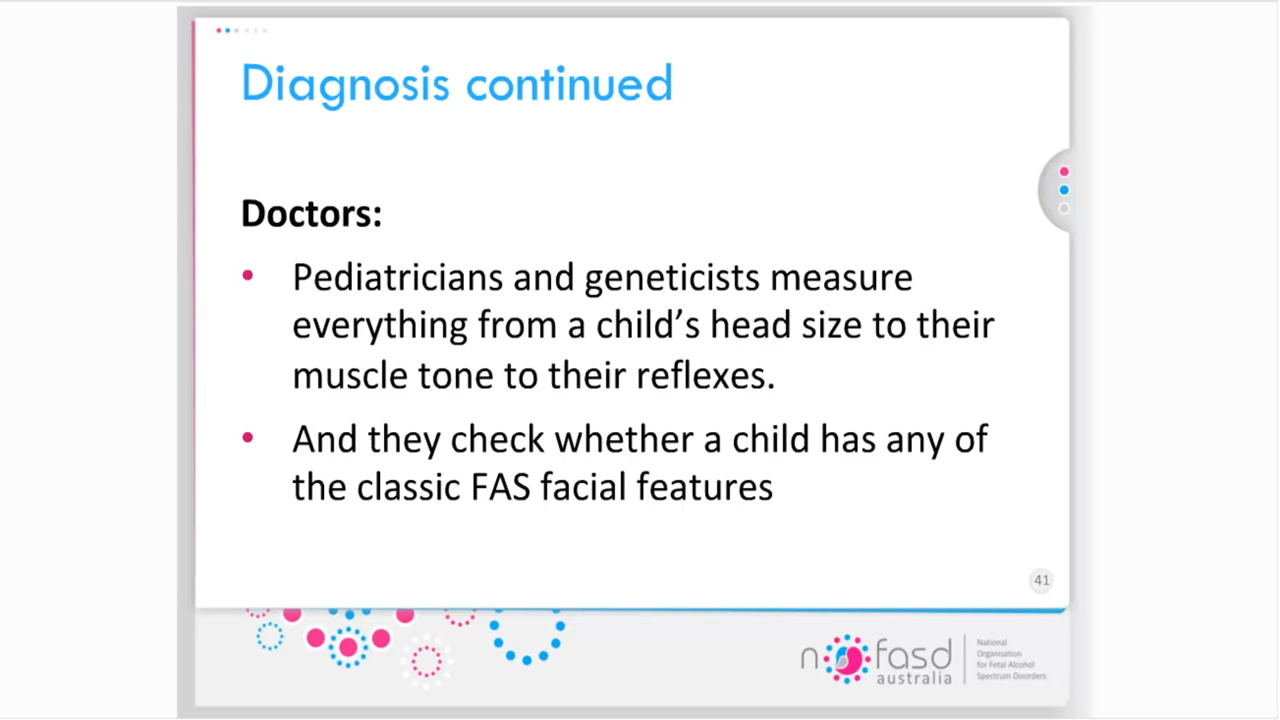 Diagnosis continued
Doctors:
• Pediatricians and geneticists measure
everything from a child’s head size to their
muscle tone to their reflexes.
• And they check whether a child has any of
the classic FAS facial features
41
nofasd
australia
National
Organisation
for Fetal Alcohol
Spectrum Disorders